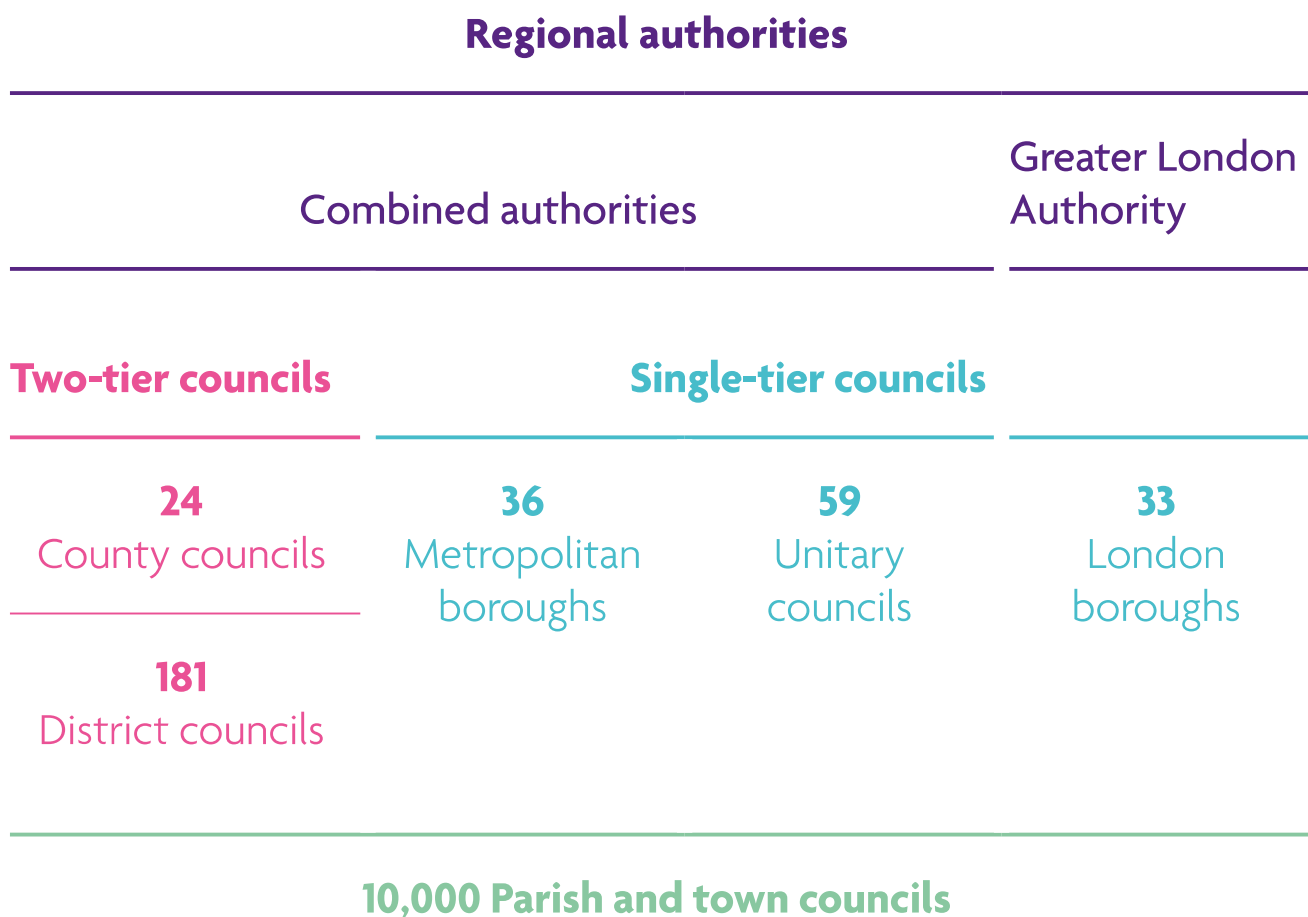 Regional authorities
Combined authorities
Greater London
Authority
Two-tier councils
Single-tier councils
24
County councils
181
District councils
36
Metropolitan
boroughs
59
Unitary
councils
33
London
boroughs
10,000 Parish and town councils